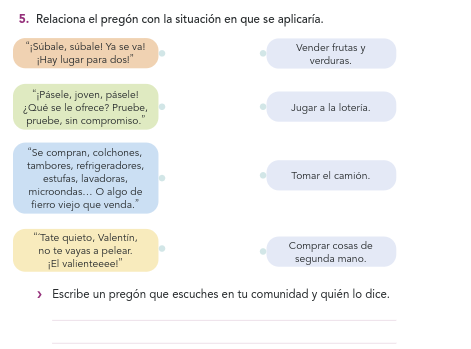 5. Relaciona el pregón con la situación en que se aplicaría.
“¡Súbale, súbale! Ya se va!
¡Hay lugar para dos!”
Vender frutas y
verduras.
“¡Pásele, joven, pásele!
¿Qué se le ofrece? Pruebe,
pruebe, sin compromiso.”
Jugar a la lotería.
“Se compran, colchones,
tambores, refrigeradores,
estufas, lavadoras,
microondas... O algo de
fierro viejo que venda.”
Tomar el camión.
“‘Tate quieto, Valentín,
no te vayas a pelear.
¡El valienteeee!”
Comprar cosas de
segunda mano.
› Escribe un pregón que escuches en tu comunidad y quién lo dice.